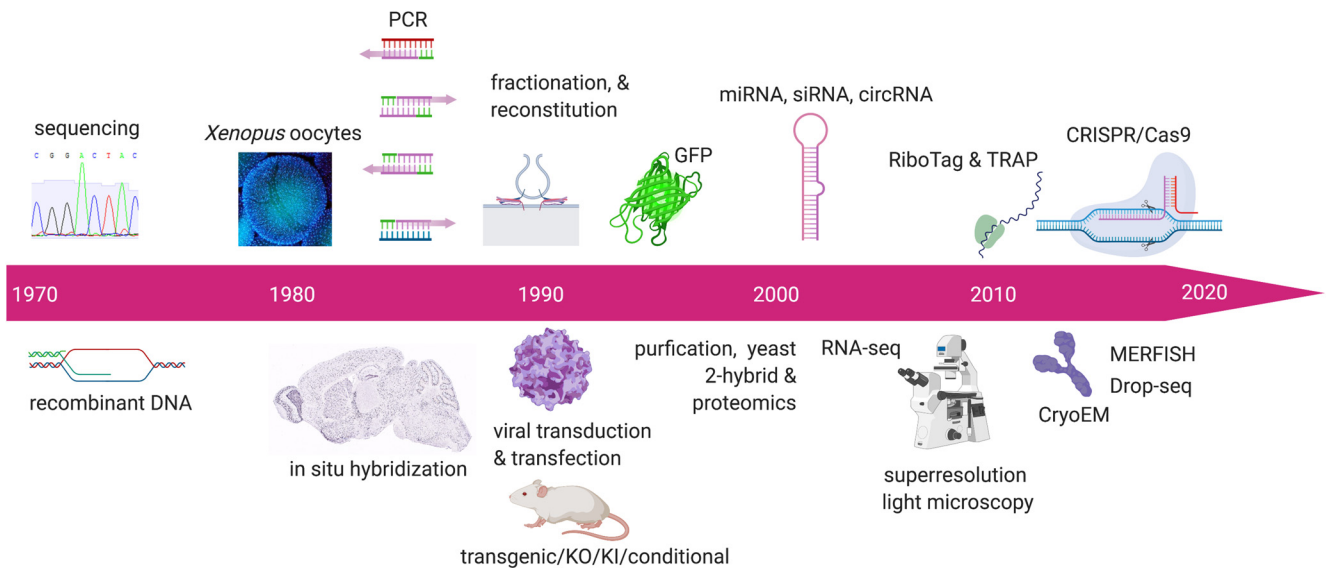 PCR
fractionation, &
reconstitution
miRNA, siRNA, circRNA
sequencing
C G G A C T A C
Xenopus oocytes
GFP
RiboTag & TRAP
CRISPR/Cas9
1970
1980
1990
2000
2010
2020
recombinant DNA
in situ hybridization
viral transduction
& transfection
transgenic/KO/KI/conditional
purfication, yeast
2-hybrid &
proteomics
RNA-seq
superresolution
light microscopy
CryoEM
MERFISH
Drop-seq